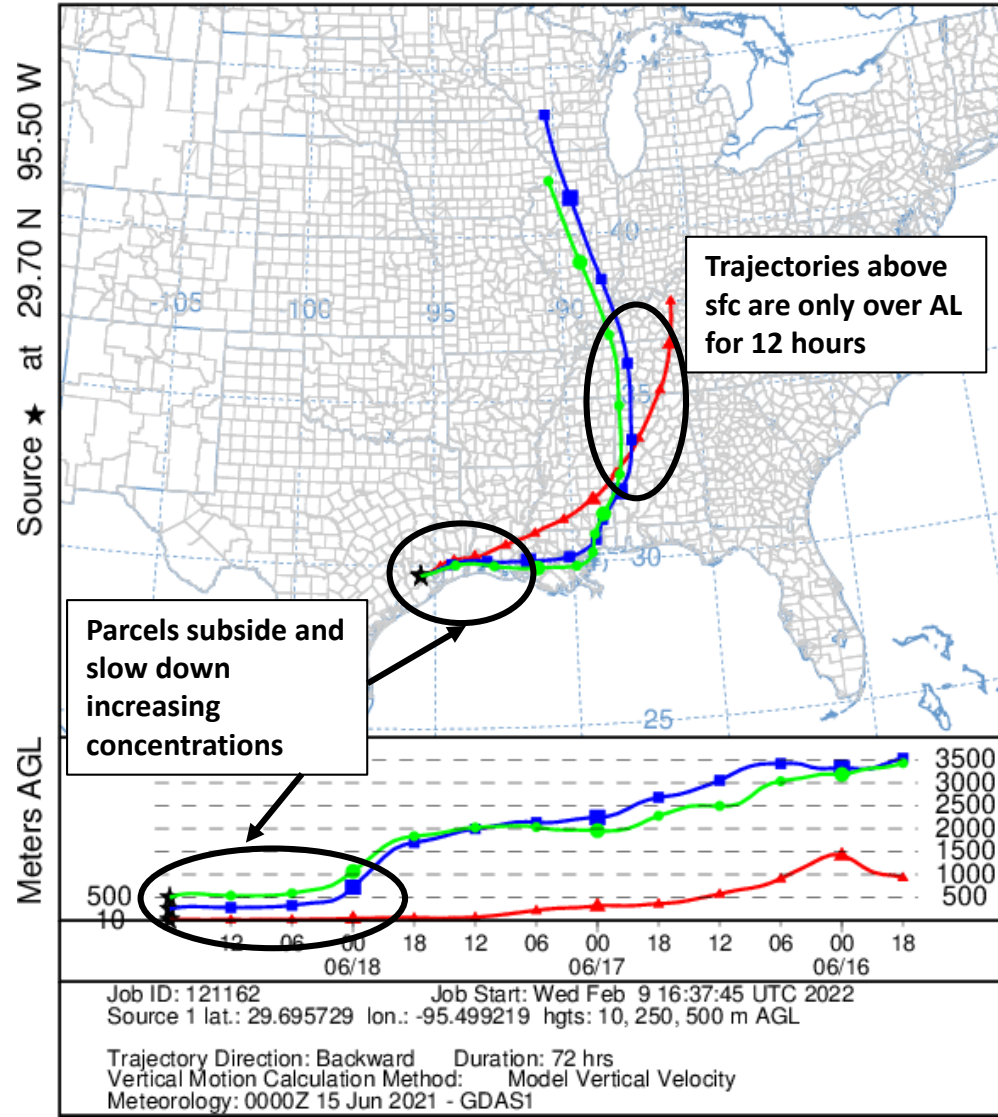 Source ★ at 29.70 N 95.50 W
45
40
-105
100
95
-90
Trajectories above
sfc are only over AL
for 12 hours
30
Parcels subside and
slow down
increasing
concentrations
25
Meters AGL
3500
3000
2500
2000
1500
1000
500 500
10
12 06 00 18 12 06 00 18 12 06 00 18
06/18 06/17 06/16
Job ID: 121162 Job Start: Wed Feb 9 16:37:45 UTC 2022
Source 1 lat.: 29.695729 lon.: -95.499219 hgts: 10, 250, 500 m AGL
Trajectory Direction: Backward Duration: 72 hrs
Vertical Motion Calculation Method: Model Vertical Velocity
Meteorology: 0000Z 15 Jun 2021 - GDAS1